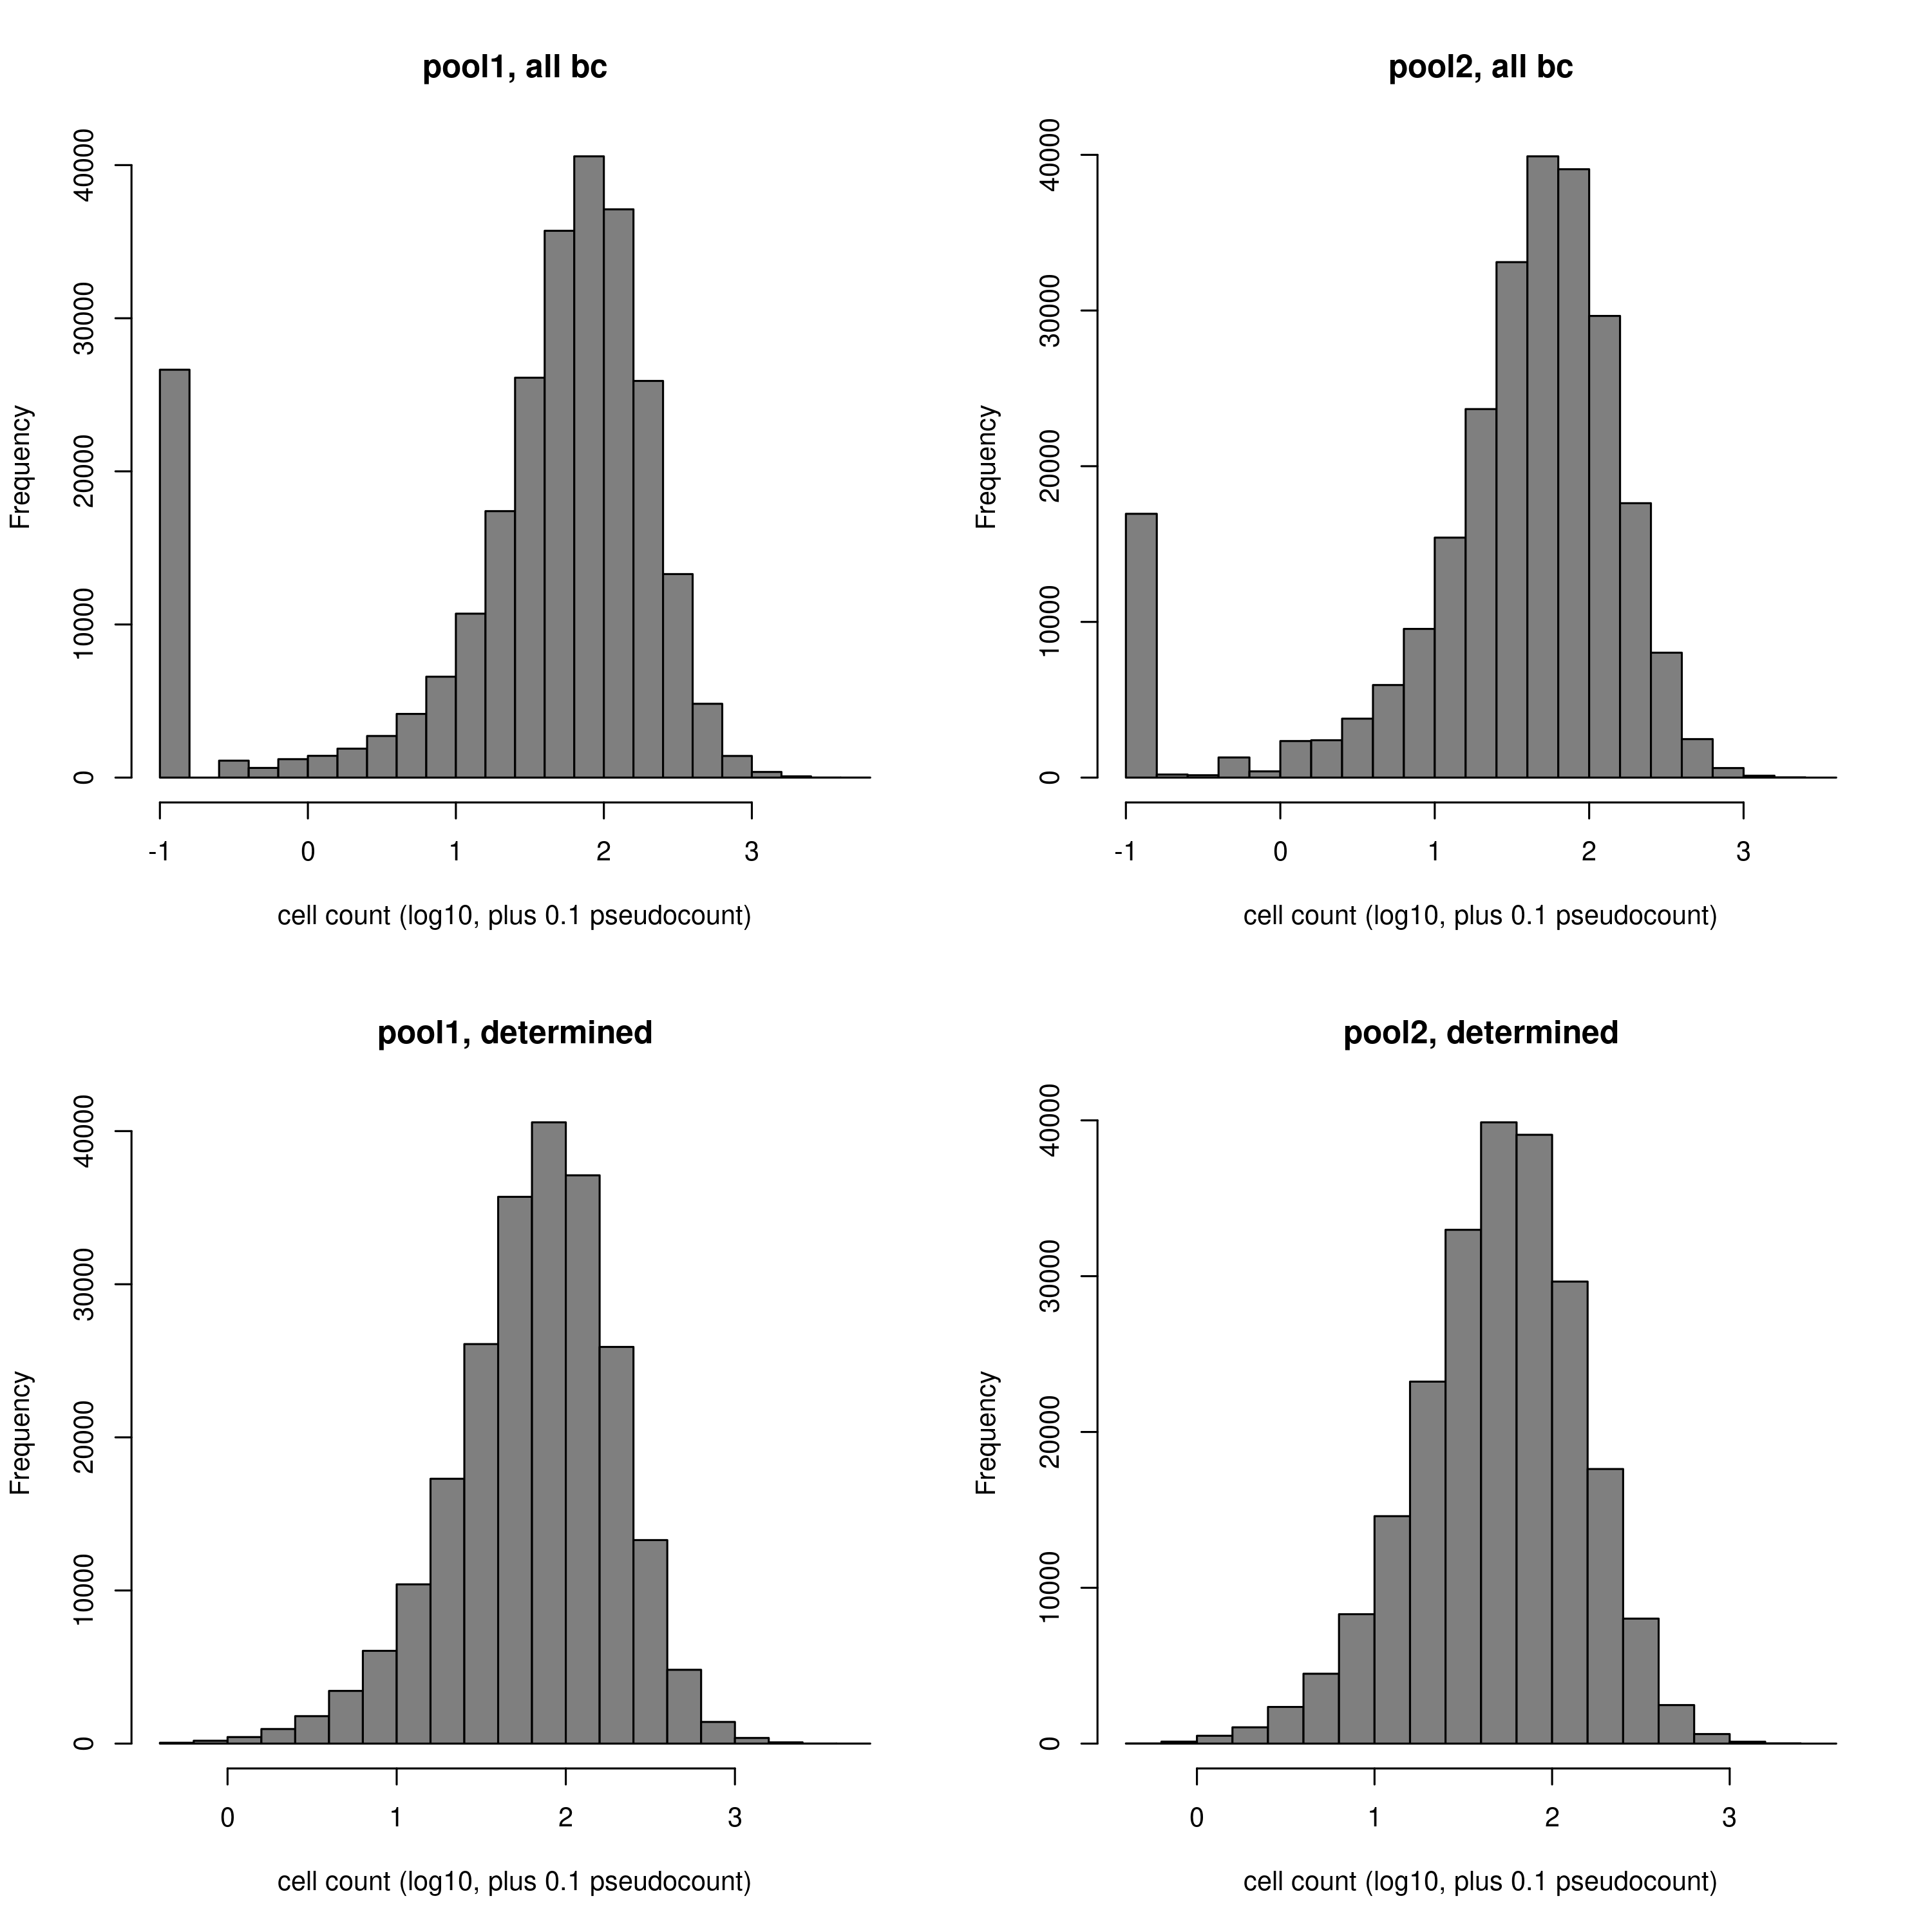 pool1, all bc
Frequency
0 10000 20000 30000 40000
-1 0 1 2 3
cell count (log10, plus 0.1 pseudocount)
pool2, all bc
Frequency
0 10000 20000 30000 40000
-1 0 1 2 3
cell count (log10, plus 0.1 pseudocount)
pool1, determined
Frequency
0 10000 20000 30000 40000
0 1 2 3
cell count (log10, plus 0.1 pseudocount)
pool2, determined
Frequency
0 10000 20000 30000 40000
0 1 2 3
cell count (log10, plus 0.1 pseudocount)